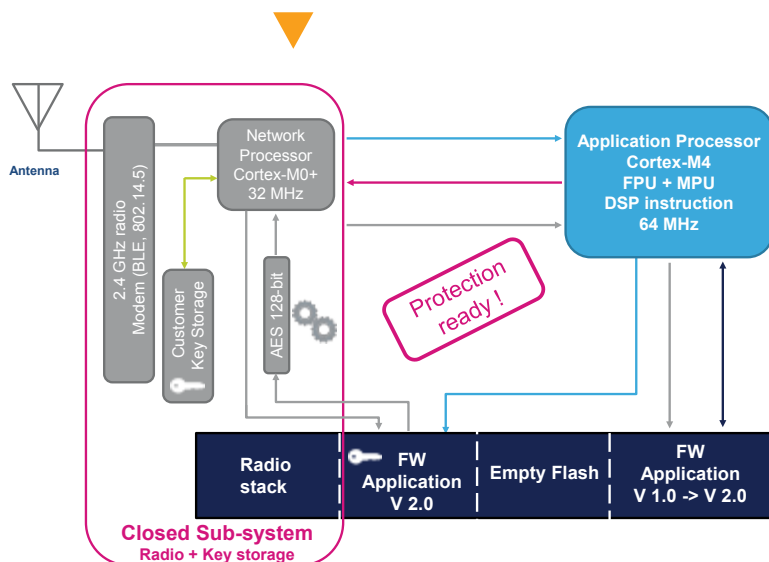 Antenna
2.4 GHz radio
Modem (BLE, 802.14.5)
Network
Processor
Cortex-M0+
32 MHz
Customer
Key Storage
AES 128-bit
Application Processor
Cortex-M4
FPU + MPU
DSP instruction
64 MHz
Protection
ready !
Radio
stack
FW
Application
V 2.0
Empty Flash
FW
Application
V 1.0 -> V 2.0
Closed Sub-system
Radio + Key storage